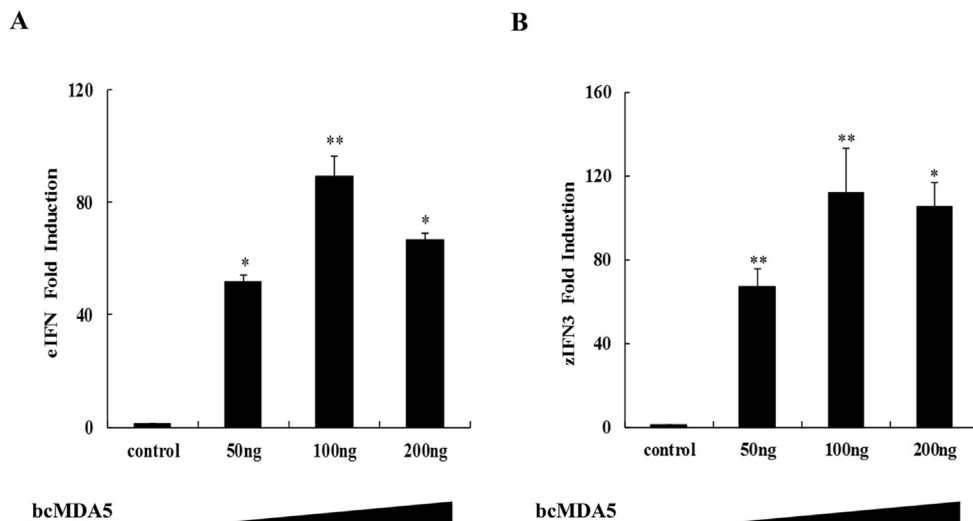 A
eIFN Fold Induction
120
80
40
0
**
*
*
control 50ng 100ng 200ng
bcMDA5
B
zIFN3 Fold Induction
160
120
80
40
0
**
**
*
control 50ng 100ng 200ng
bcMDA5